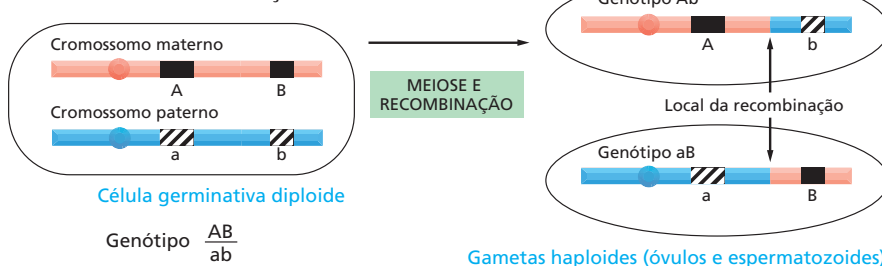 Cromossomo materno
A
B
Cromossomo paterno
a
b
Célula germinativa diploide
Genótipo AB
ab
MEIOSE E
RECOMBINAÇÃO
Genótipo Ab
A
b
Local da recombinação
Genótipo aB
a
B
Gametas haploides (óvulos e espermatozoides)